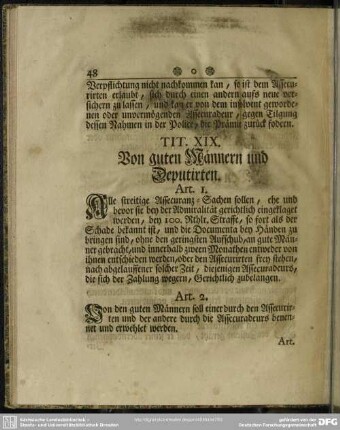 48
Verpflichtung nicht nachkommen kan, so ist dem Assecu-
rirten erlaubt, sich durch einen andern aufs neue ver-
sichern zu lassen, und kan er von dem insolvent geworde-
nen oder unvermögenden Assecuradeur, gegen Tilgung
dessen Nahmen in der Police, die Prämie zurück fodern.
TIT. XIX.
Von guten Männern und
Deputirten.
Art. 1.
Alle streitige Assecuranz-Sachen sollen, ehe und
bevor sie bey der Admiralität gerichtlich eingeklaget
werden, bey 100. Rthlr. Straffe, so fort als der
Schade bekannt ist, und die Documenta bey Händen zu
bringen sind, ohne den geringsten Aufschub, an gute Män-
ner gebracht, und innerhalb zween Monathen entweder von
ihnen entschieden werden, oder den Assecurirten frey stehen,
nach abgelauffener solcher Zeit, diejenigen Assecuradeurs,
die sich der Zahlung wegern, Gerichtlich zubelangen.
Art. 2.
Von den guten Männern soll einer durch den Assecurir-
ten und der andere durch die Assecuradeurs benen-
net und erwehlet werden.
Art.